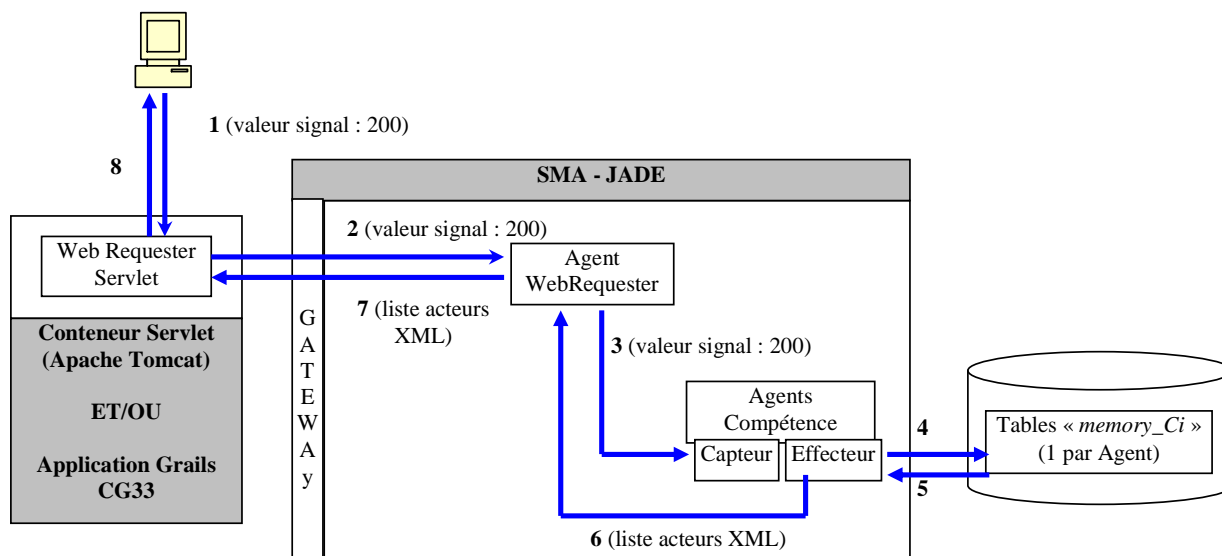 1 (valeur signal : 200)
8
SMA - JADE
2 (valeur signal : 200)
Web Requester
Servlet
Agent
WebRequester
7 (liste acteurs
XML)
G
A
T
E
W
A
y
Conteneur Servlet
(Apache Tomcat)
ET/OU
Application Grails
CG33
3 (valeur signal : 200)
Agents
Compétence
Capteur
Effecteur
4
5
Tables « memory_Ci »
(1 par Agent)
6 (liste acteurs XML)